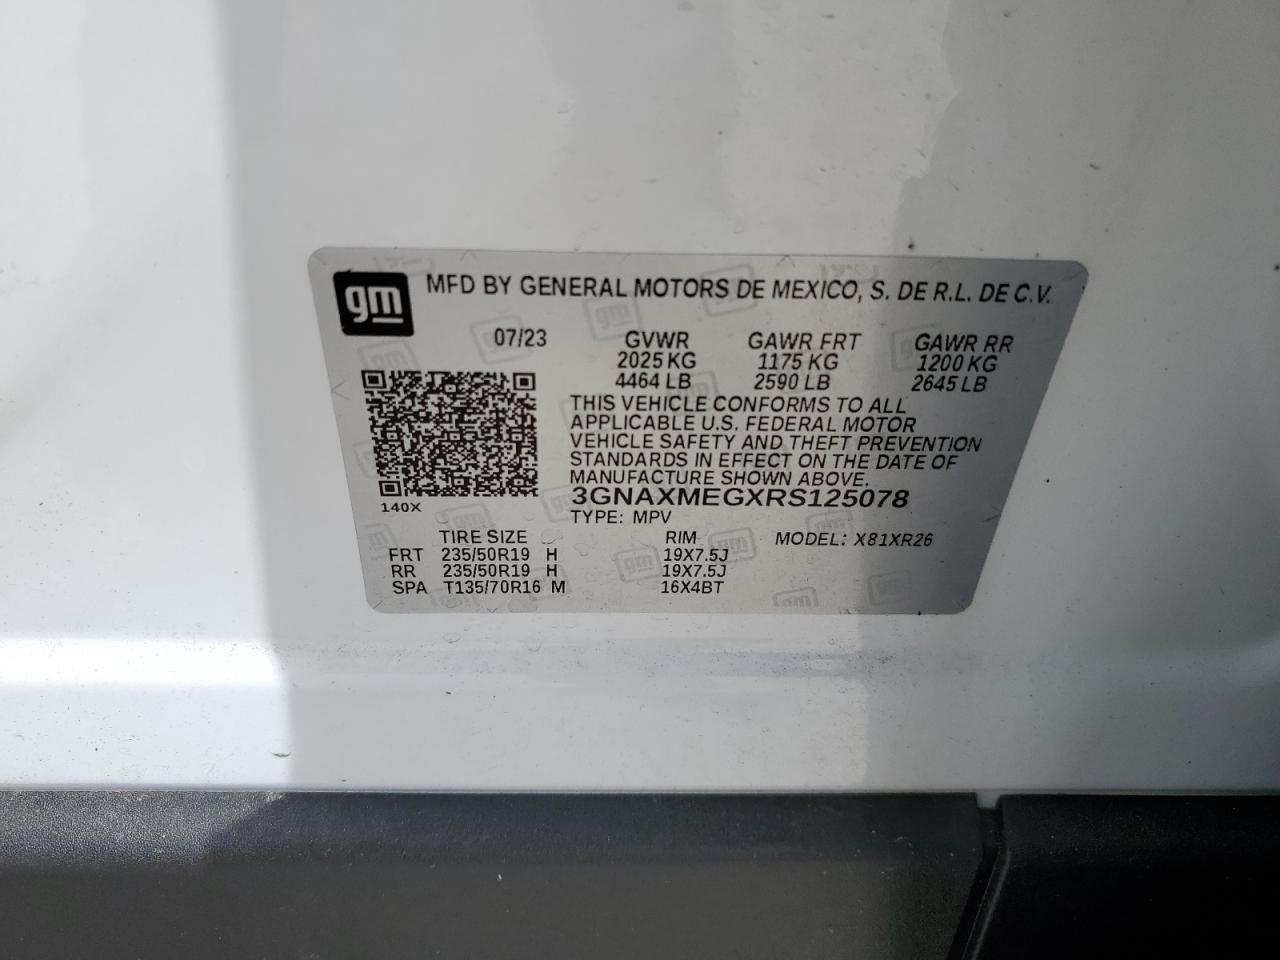 gm
MFD BY GENERAL MOTORS DE MEXICO, S. DE R.L. DE C.V.
07/23 GVWR GAWR FRT GAWR RR
2025 KG 1175 KG 1200 KG
4464 LB 2590 LB 2645 LB
THIS VEHICLE CONFORMS TO ALL
APPLICABLE U.S. FEDERAL MOTOR
VEHICLE SAFETY AND THEFT PREVENTION
STANDARDS IN EFFECT ON THE DATE OF
MANUFACTURE SHOWN ABOVE.
3GNAXMEGXRS125078
140X
TYPE: MPV
TIRE SIZE RIM MODEL: X81XR26
FRT 235/50R19 H 19X7.5J
RR 235/50R19 H 19X7.5J
SPA T135/70R16 M 16X4BT